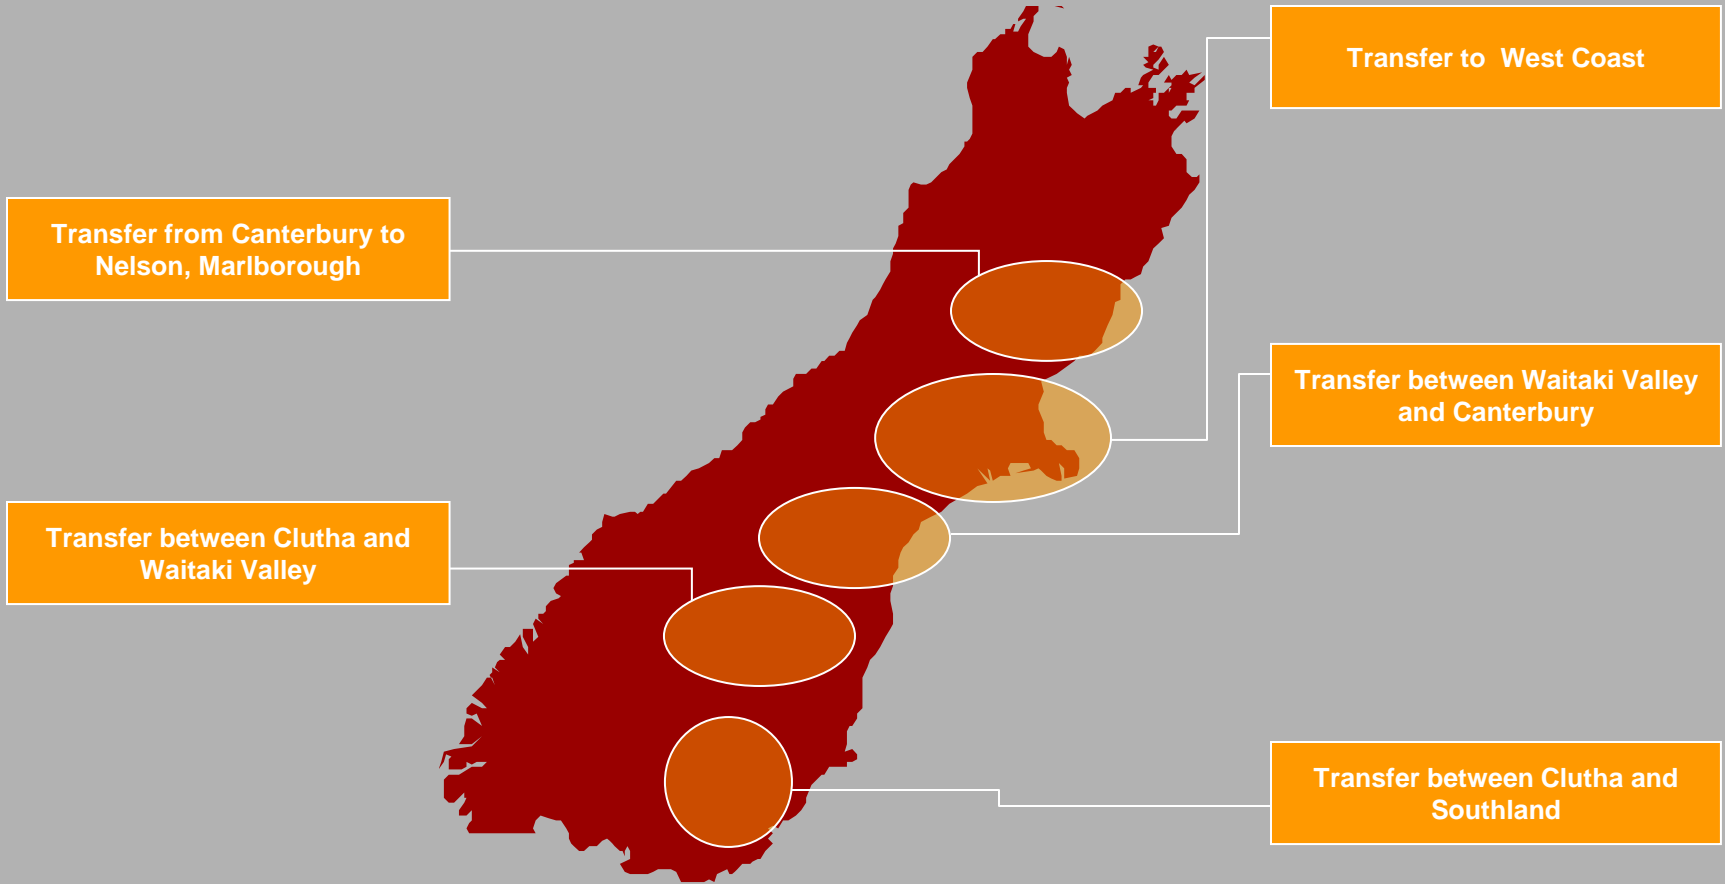 Transfer to West Coast
Transfer from Canterbury to
Nelson, Marlborough
Transfer between Waitaki Valley
and Canterbury
Transfer between Clutha and
Waitaki Valley
Transfer between Clutha and
Southland